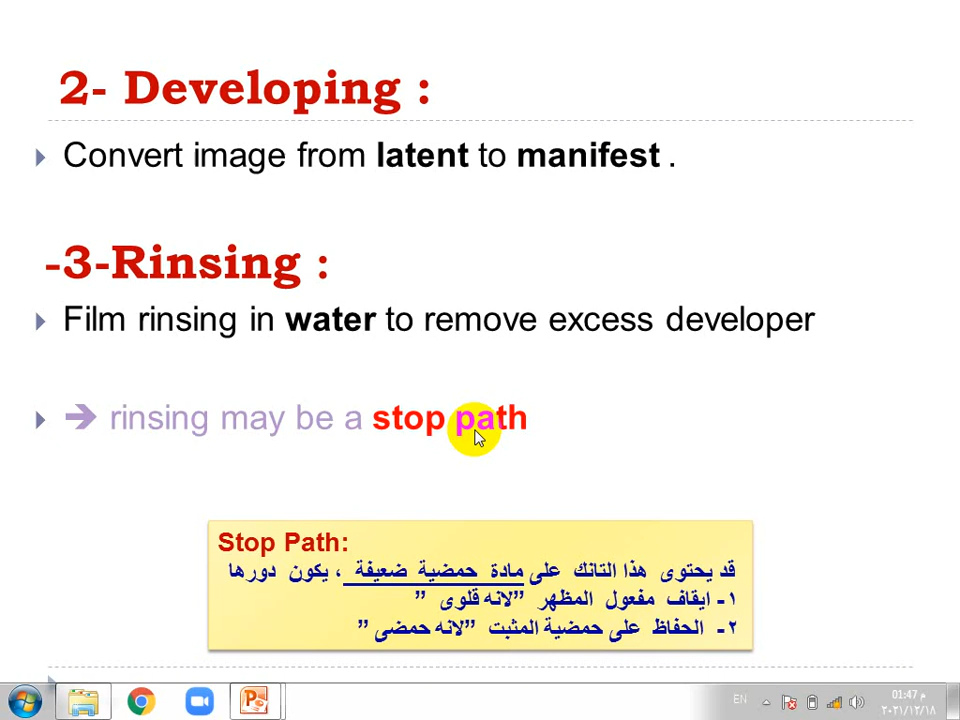 2- Developing :
Convert image from latent to manifest .
-3-Rinsing :
Film rinsing in water to remove excess developer
➔ rinsing may be a stop path
Stop Path:
قد يحتوى هذا التانك على مادة حمضية ضعيفة ، يكون دورها
١- ايقاف مفعول المظهر ”لانه قلوى ”
٢- الحفاظ على حمضية المثبت ”لانه حمضى ”
EN
01:47 م
٢٠٢١/١٢/١٨